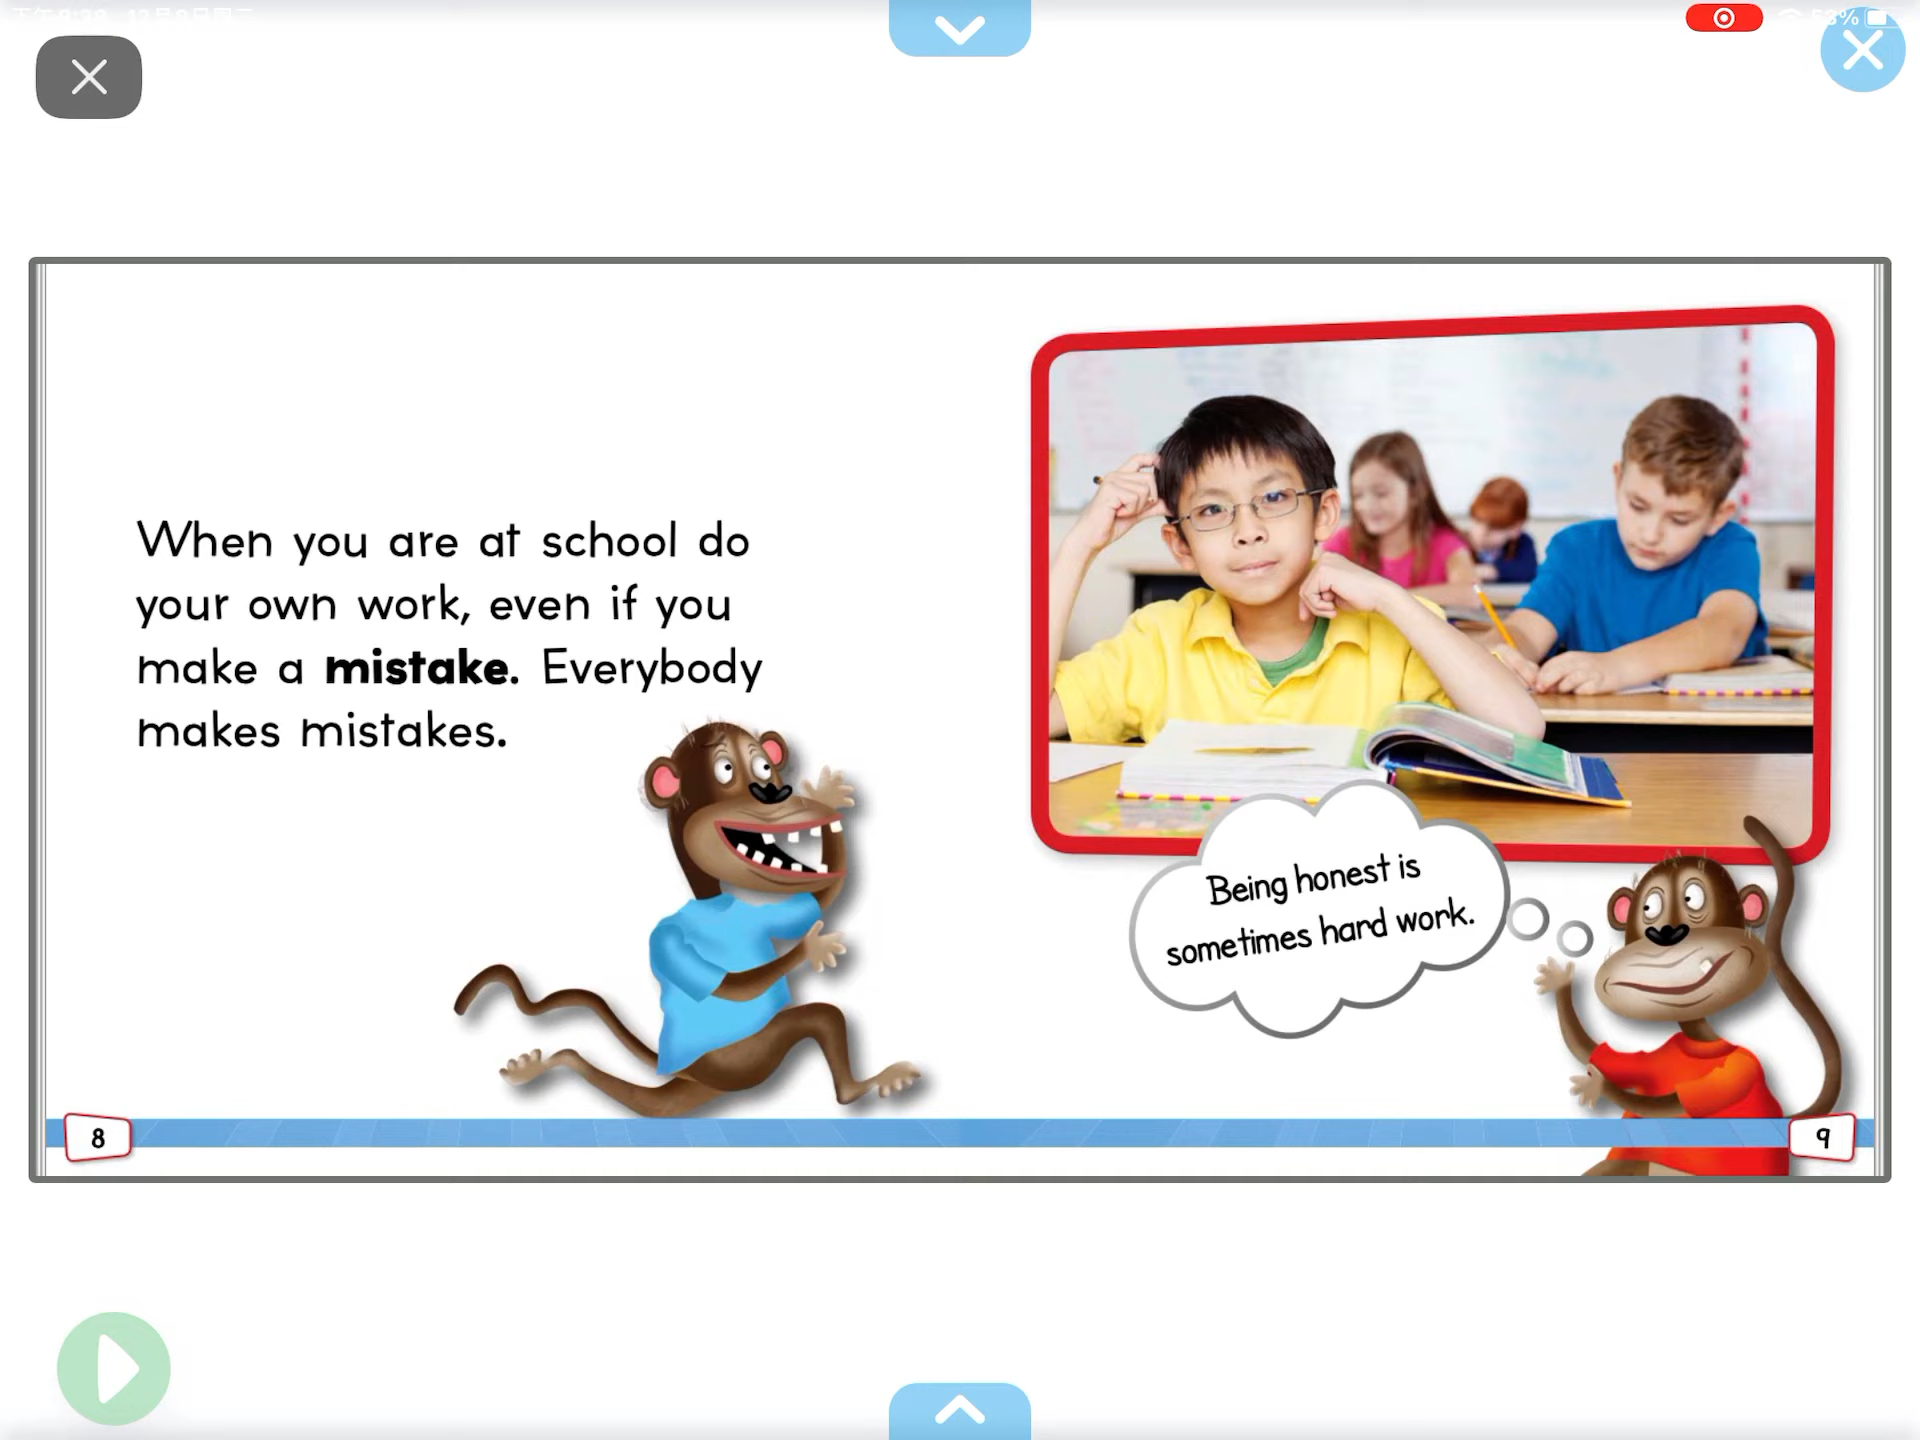 53%
When you are at school do
your own work, even if you
make a mistake. Everybody
makes mistakes.
Being honest is
sometimes hard work.
8
9